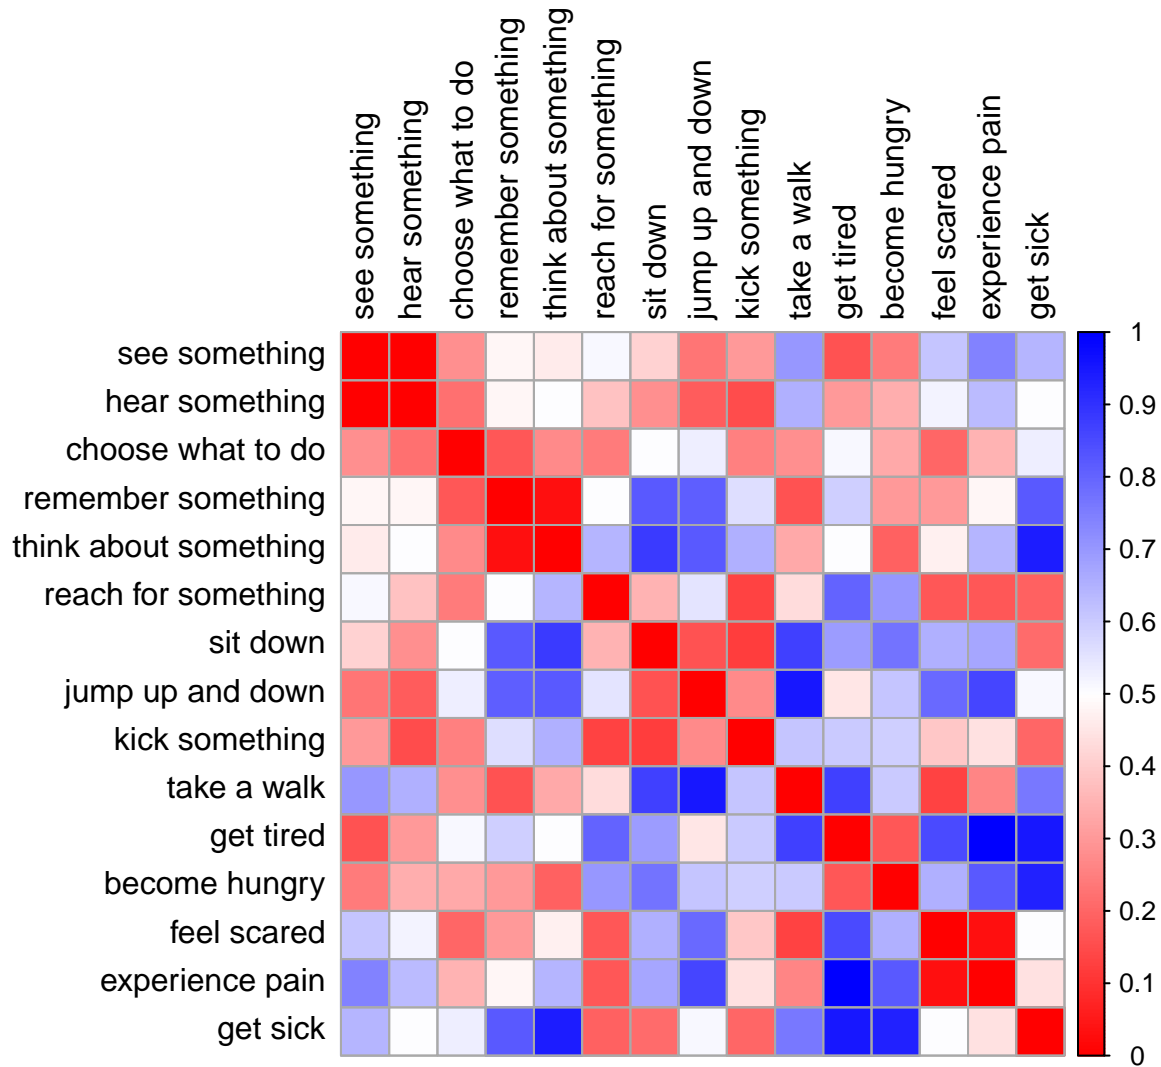 see something
hear something
choose what to do
remember something
think about something
reach for something
sit down
jump up and down
kick something
take a walk
get tired
become hungry
feel scared
experience pain
get sick
see something
hear something
choose what to do
remember something
think about something
reach for something
sit down
jump up and down
kick something
take a walk
get tired
become hungry
feel scared
experience pain
get sick
1
0.9
0.8
0.7
0.6
0.5
0.4
0.3
0.2
0.1
0